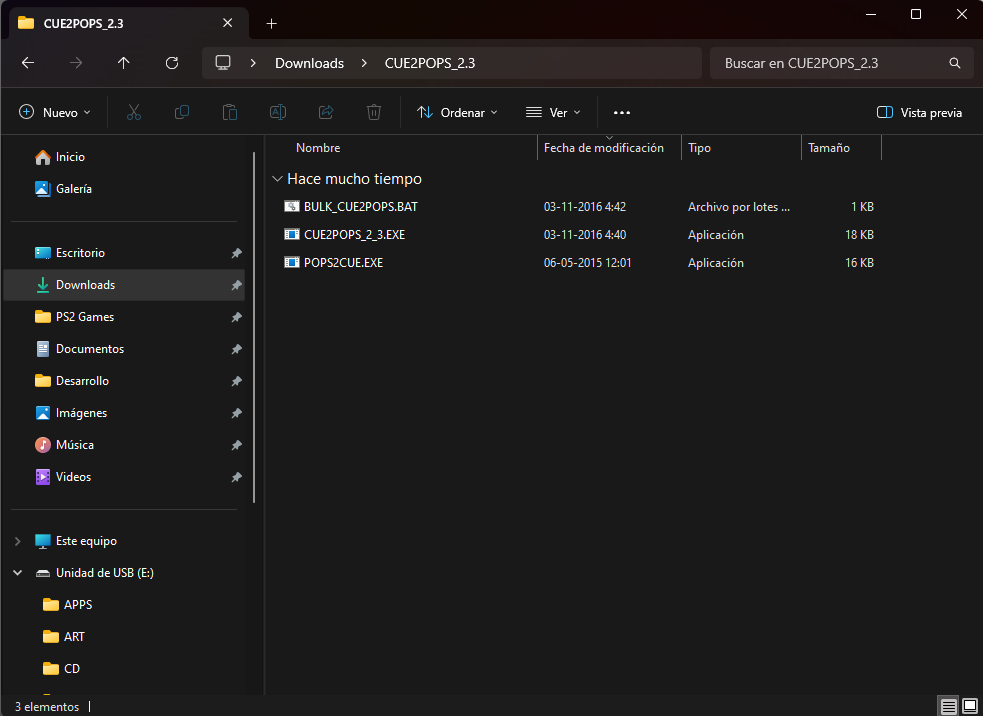 CUE2POPS_2.3
Downloads > CUE2POPS_2.3
Buscar en CUE2POPS_2.3
Nuevo
Ordenar
Ver
Vista previa
Inicio
Galería
Escritorio
Downloads
PS2 Games
Documentos
Desarrollo
Imágenes
Música
Videos
Este equipo
Unidad de USB (E:)
APPS
ART
CD
Nombre Fecha de modificación Tipo Tamaño
Hace mucho tiempo
BULK_CUE2POPS.BAT 03-11-2016 4:42 Archivo por lotes ... 1 KB
CUE2POPS_2_3.EXE 03-11-2016 4:40 Aplicación 18 KB
POPS2CUE.EXE 06-05-2015 12:01 Aplicación 16 KB
3 elementos